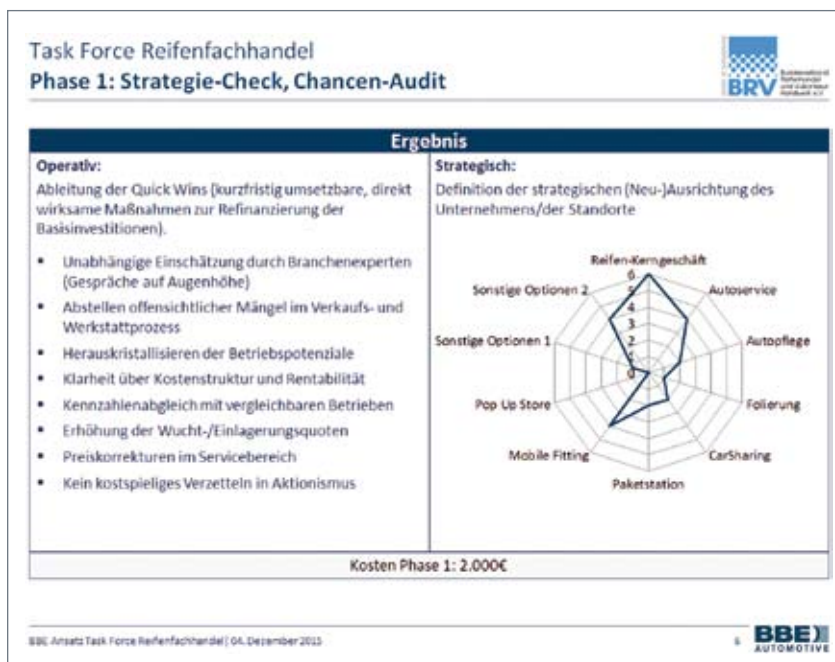 Task Force Reifenfachhandel
Phase 1: Strategie-Check, Chancen-Audit
BRV
Ergebnis
Operativ:
Ableitung der Quick Wins (kurzfristig umsetzbare, direkt
wirksame Maßnahmen zur Refinanzierung der
Basisinvestitionen).
• Unabhängige Einschätzung durch Branchenexperten
(Gespräche auf Augenhöhe)
• Abstellen offensichtlicher Mängel im Verkaufs- und
Werkstattprozess
• Herauskristallisieren der Betriebspotenziale
• Klarheit über Kostenstruktur und Rentabilität
• Kennzahlenabgleich mit vergleichbaren Betrieben
• Erhöhung der Wucht-/Einlagerungsquoten
• Preiskorrekturen im Servicebereich
• Kein kostspieliges Verzetteln in Aktionismus
Strategisch:
Definition der strategischen (Neu-)Ausrichtung des
Unternehmens/der Standorte
Reifen-Kerngeschäft
Autoservice
Autopflege
Folierung
CarSharing
Paketstation
Mobile Fitting
Pop Up Store
Sonstige Optionen 1
Sonstige Optionen 2
6
5
4
3
2
1
0
Kosten Phase 1: 2.000€
BBE Ansatz Task Force Reifenfachhandel | 04. Dezember 2015
6
BBE
AUTOMOTIVE